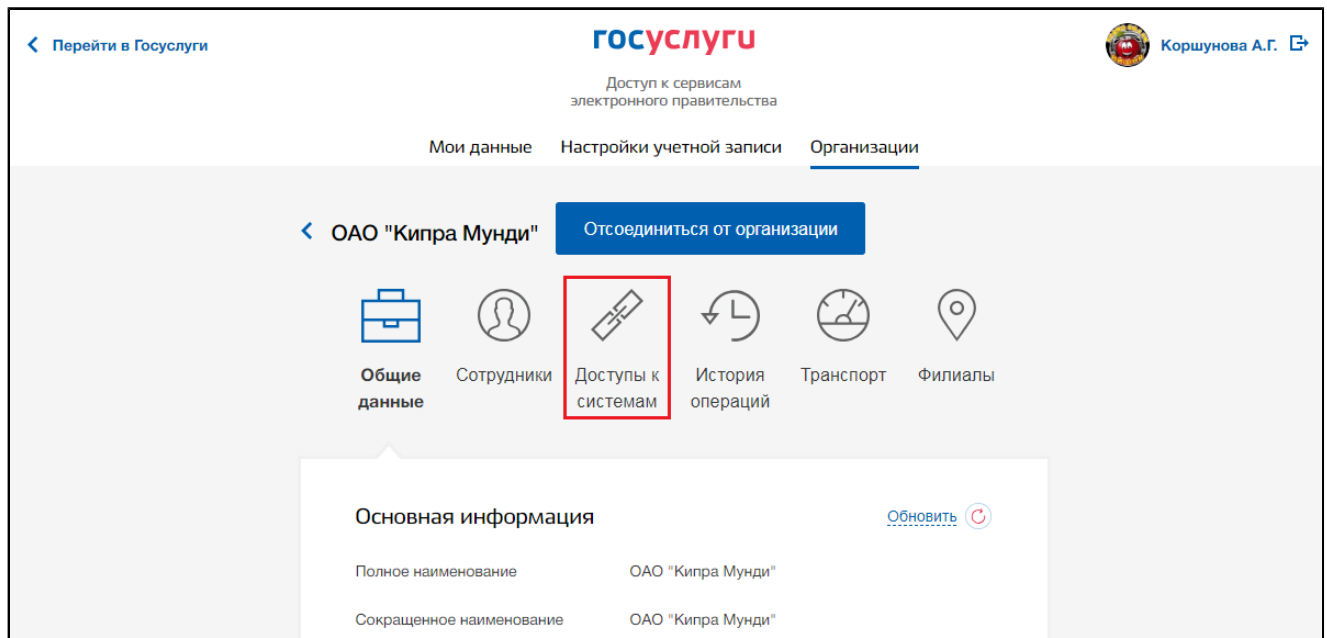 Перейти в Госуслуги
госуслуги
Коршунова А.Г.
Доступ к сервисам
электронного правительства
Мои данные Настройки учетной записи Организации
ОАО "Кипра Мунди" Отсоединиться от организации
Общие данные
Сотрудники
Доступы к системам
История операций
Транспорт
Филиалы
Основная информация Обновить
Полное наименование ОАО "Кипра Мунди"
Сокращенное наименование ОАО "Кипра Мунди"